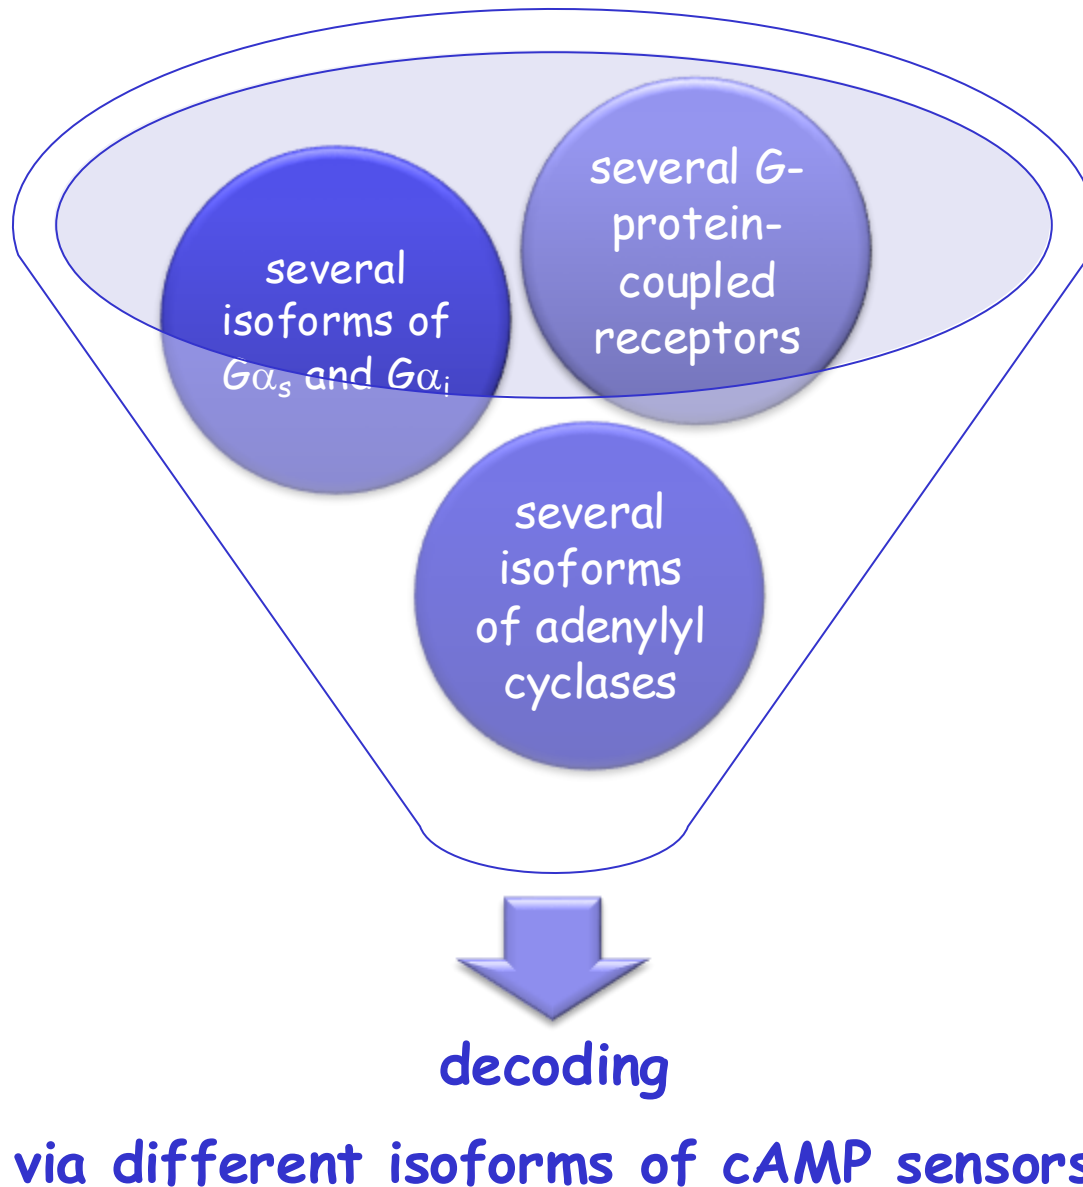 several G-
protein-
coupled
receptors
several
isoforms of
Gαs and Gαi
several
isoforms
of adenylyl
cyclases
decoding
via different isoforms of cAMP sensors